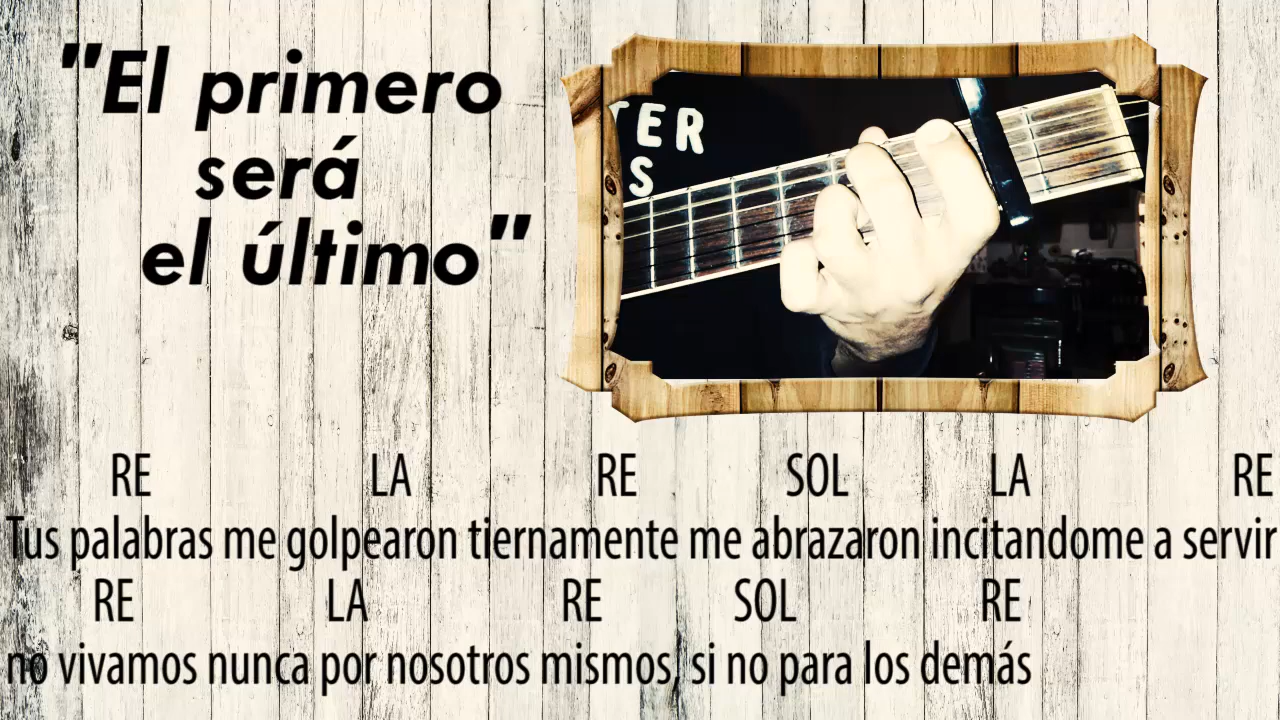 "El primero
será
el último"
TER
S
RE LA RE SOL LA RE
Tus palabras me golpearon tiernamente me abrazaron incitandome a servir
RE LA RE SOL RE
no vivamos nunca por nosotros mismos, si no para los demás